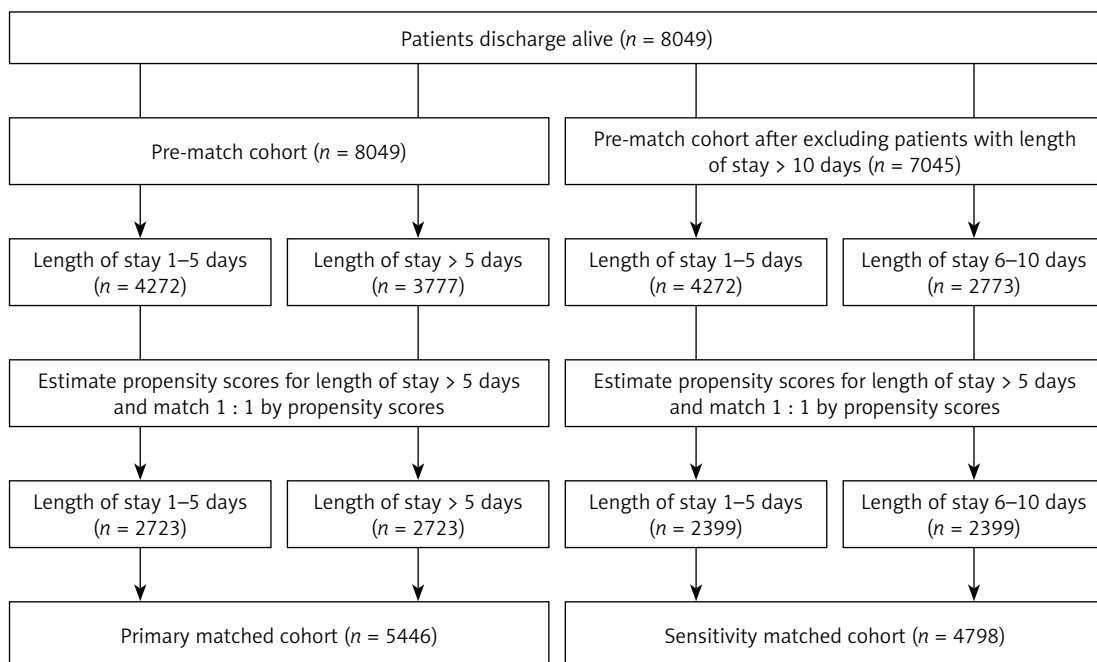 Patients discharge alive (n = 8049)
Pre-match cohort (n = 8049)
Pre-match cohort after excluding patients with length
of stay > 10 days (n = 7045)
Length of stay 1–5 days
(n = 4272)
Length of stay > 5 days
(n = 3777)
Length of stay 1–5 days
(n = 4272)
Length of stay 6–10 days
(n = 2773)
Estimate propensity scores for length of stay > 5 days
and match 1 : 1 by propensity scores
Estimate propensity scores for length of stay > 5 days
and match 1 : 1 by propensity scores
Length of stay 1–5 days
(n = 2723)
Length of stay > 5 days
(n = 2723)
Length of stay 1–5 days
(n = 2399)
Length of stay 6–10 days
(n = 2399)
Primary matched cohort (n = 5446)
Sensitivity matched cohort (n = 4798)